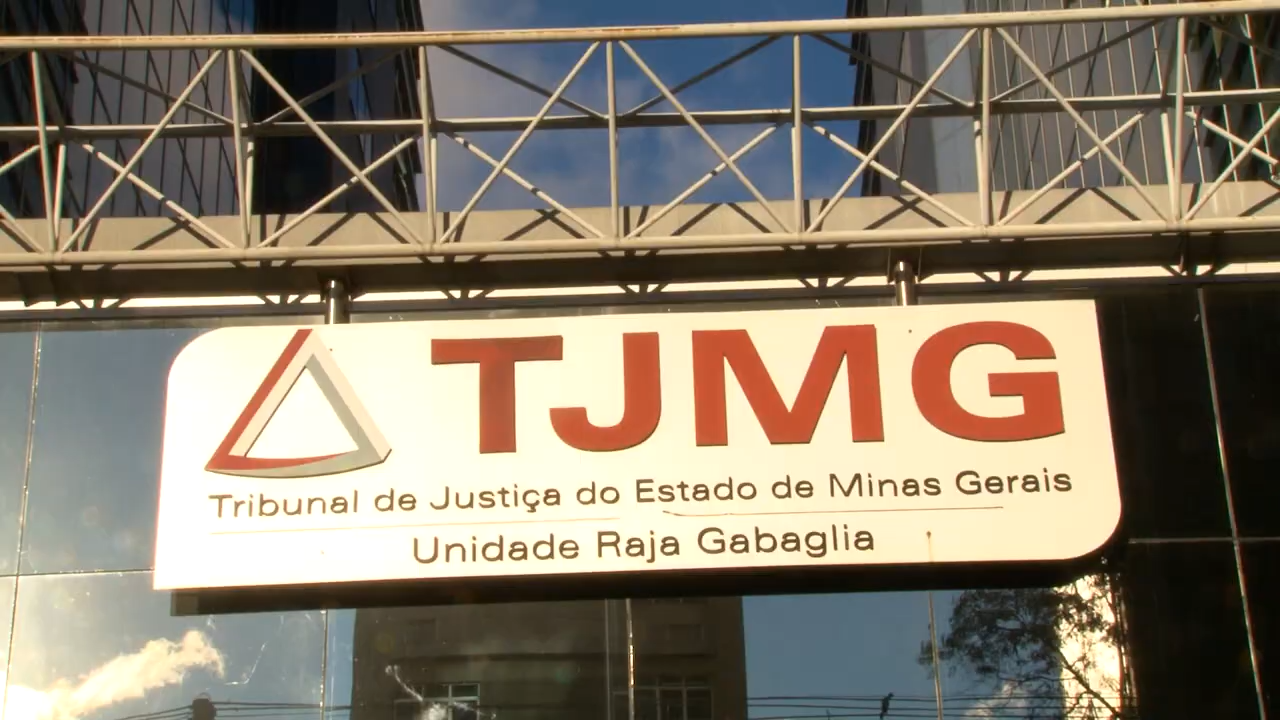 TJMG
Tribunal de Justiça do Estado de Minas Gerais
Unidade Raja Gabaglia